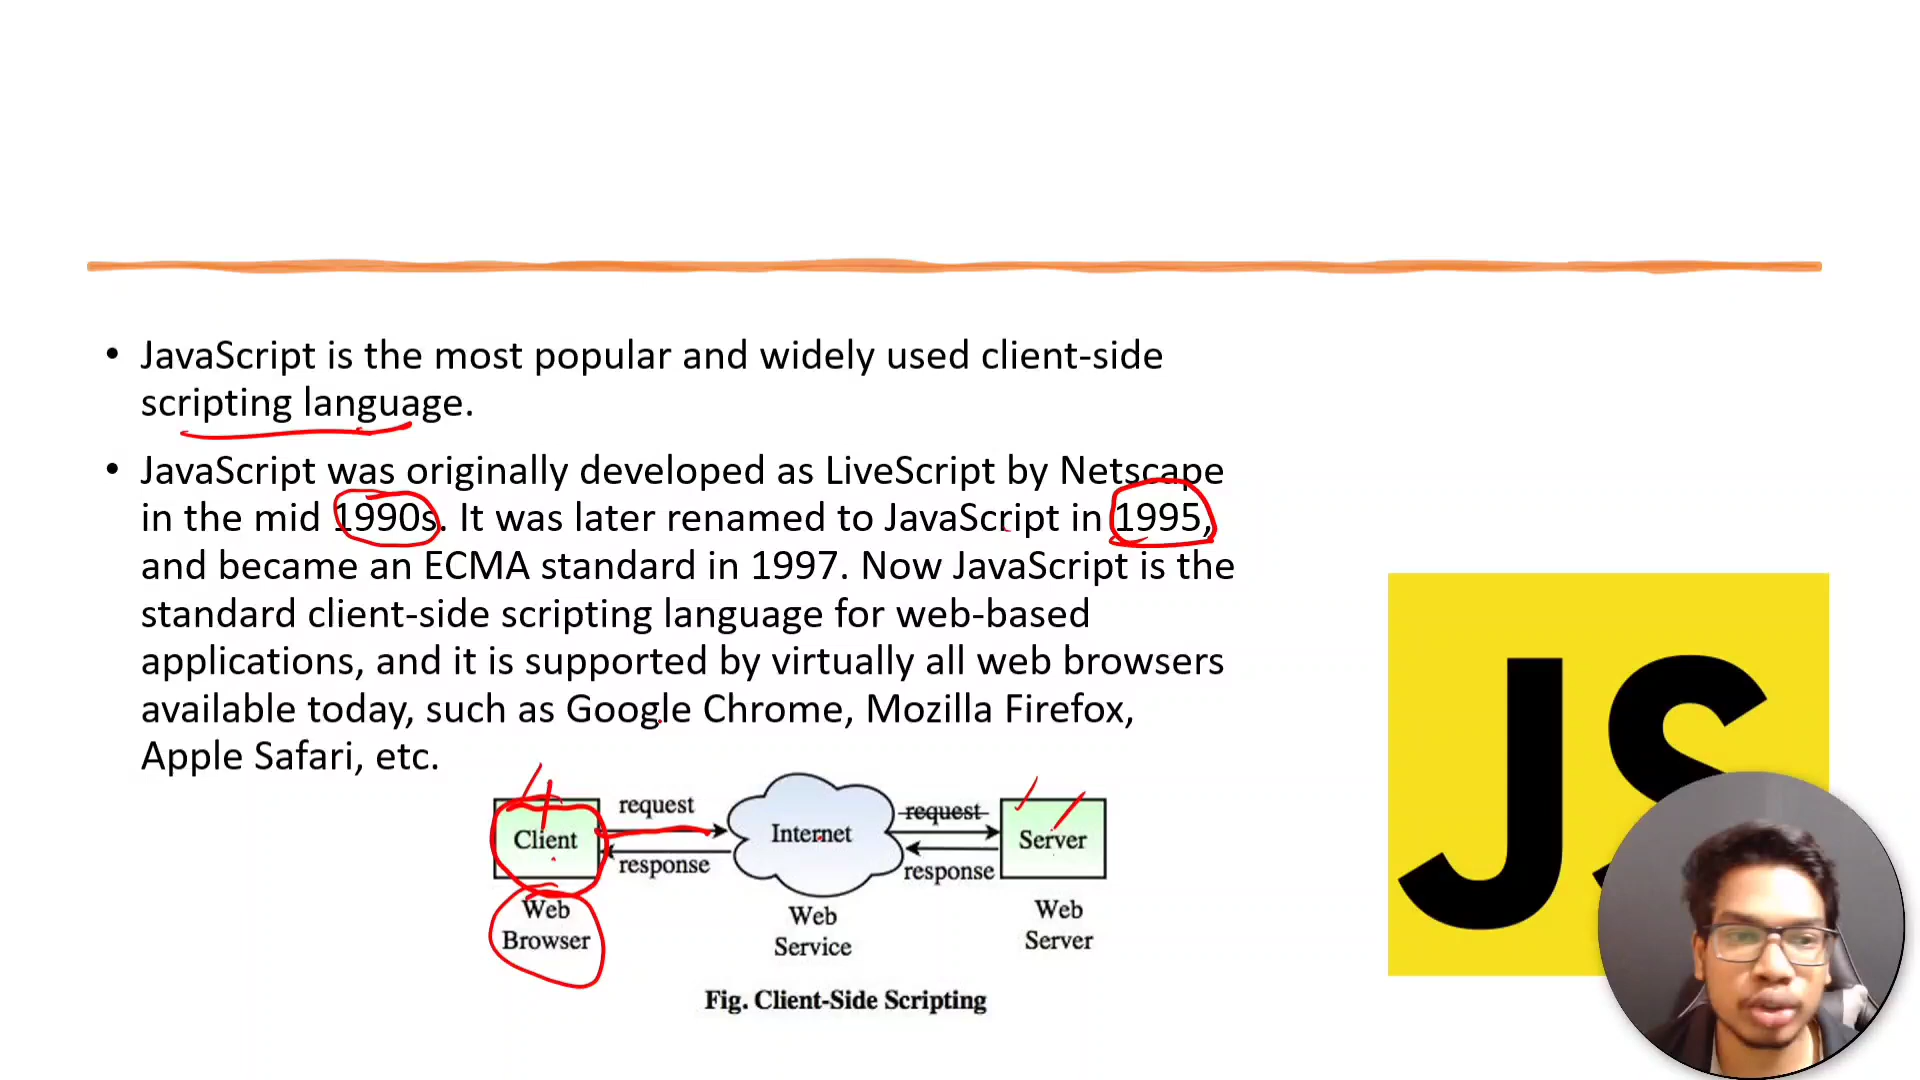 • JavaScript is the most popular and widely used client-side
scripting language.
• JavaScript was originally developed as LiveScript by Netscape
in the mid 1990s. It was later renamed to JavaScript in 1995,
and became an ECMA standard in 1997. Now JavaScript is the
standard client-side scripting language for web-based
applications, and it is supported by virtually all web browsers
available today, such as Google Chrome, Mozilla Firefox,
Apple Safari, etc.
request
request
Client
Internet
Server
response
response
Web
Browser
Web
Service
Web
Server
Fig. Client-Side Scripting
JS